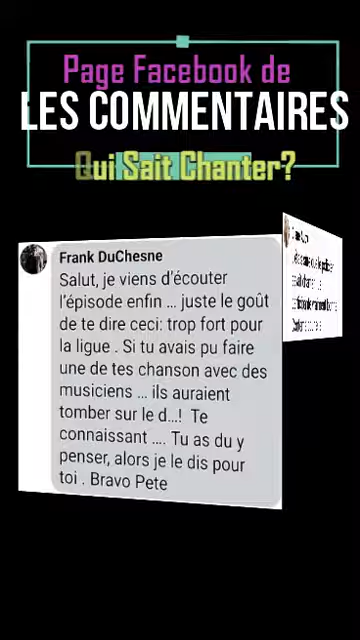 Page Facebook de
LES COMMENTAIRES
Qui Sait Chanter?
Frank DuChesne
Salut, je viens d'écouter
l'épisode enfin ... juste le goût
de te dire ceci: trop fort pour
la ligue . Si tu avais pu faire
une de tes chanson avec des
musiciens ... ils auraient
tomber sur le d...! Te
connaissant .... Tu as du y
penser, alors je le dis pour
toi . Bravo Pete